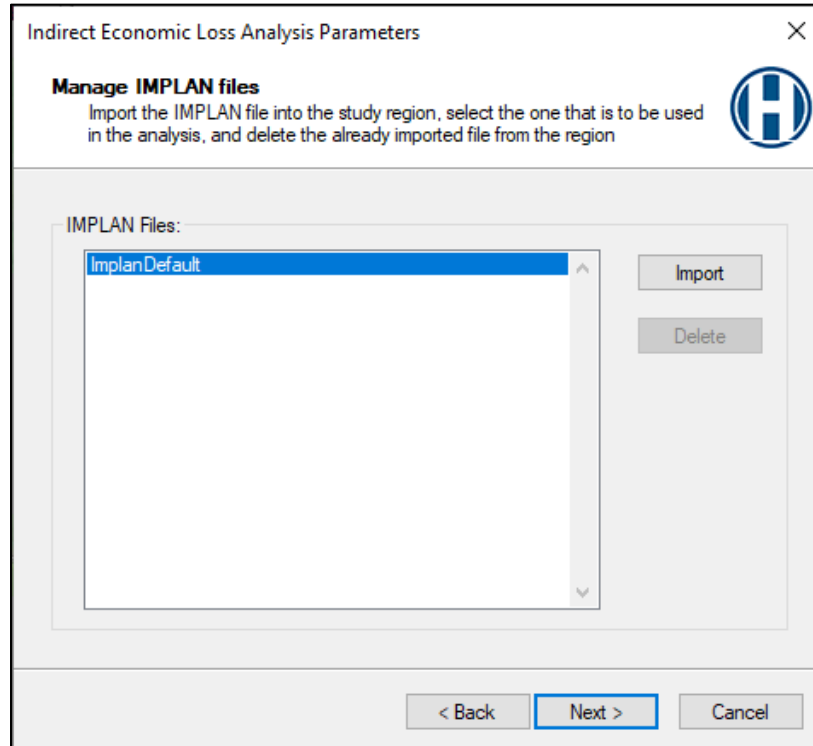 Indirect Economic Loss Analysis Parameters
Manage IMPLAN files
Import the IMPLAN file into the study region, select the one that is to be used
in the analysis, and delete the already imported file from the region
IMPLAN Files:
ImplanDefault
Import
Delete
< Back
Next >
Cancel